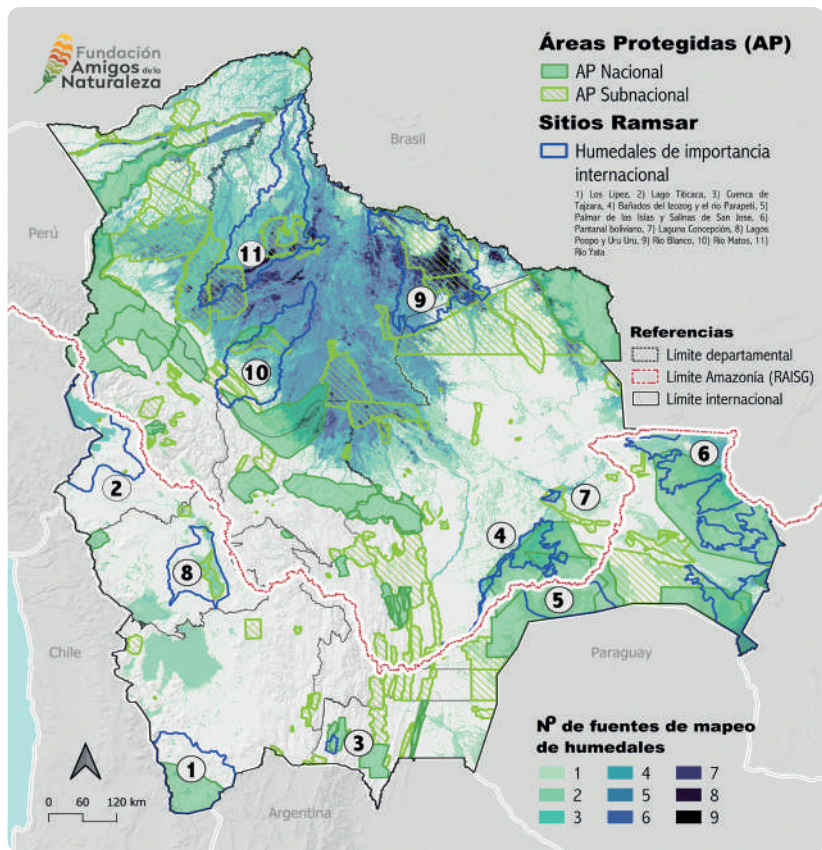 Fundación
Amigos de la
Naturaleza
Áreas Protegidas (AP)
AP Nacional
AP Subnacional
Sitios Ramsar
Humedales de importancia
internacional
1) Los Lípez, 2) Lago Titicaca, 3) Cuenca de
Tajzara, 4) Bañados del Izozog y el río Parapetí, 5)
Palmar de las Islas y Salinas de San Jose, 6)
Pantanal boliviano, 7) Laguna Concepción, 8) Lagos
Poopo y Uru Uru, 9) Río Blanco, 10) Río Matos, 11)
Río Yata
Brasil
Perú
11
9
Referencias
Límite departamental
Límite Amazonía (RAISG)
Límite internacional
10
6
2
7
4
8
5
Chile
Paraguay
3
1
Argentina
0 60 120 km
Nº de fuentes de mapeo
de humedales
1 4 7
2 5 8
3 6 9